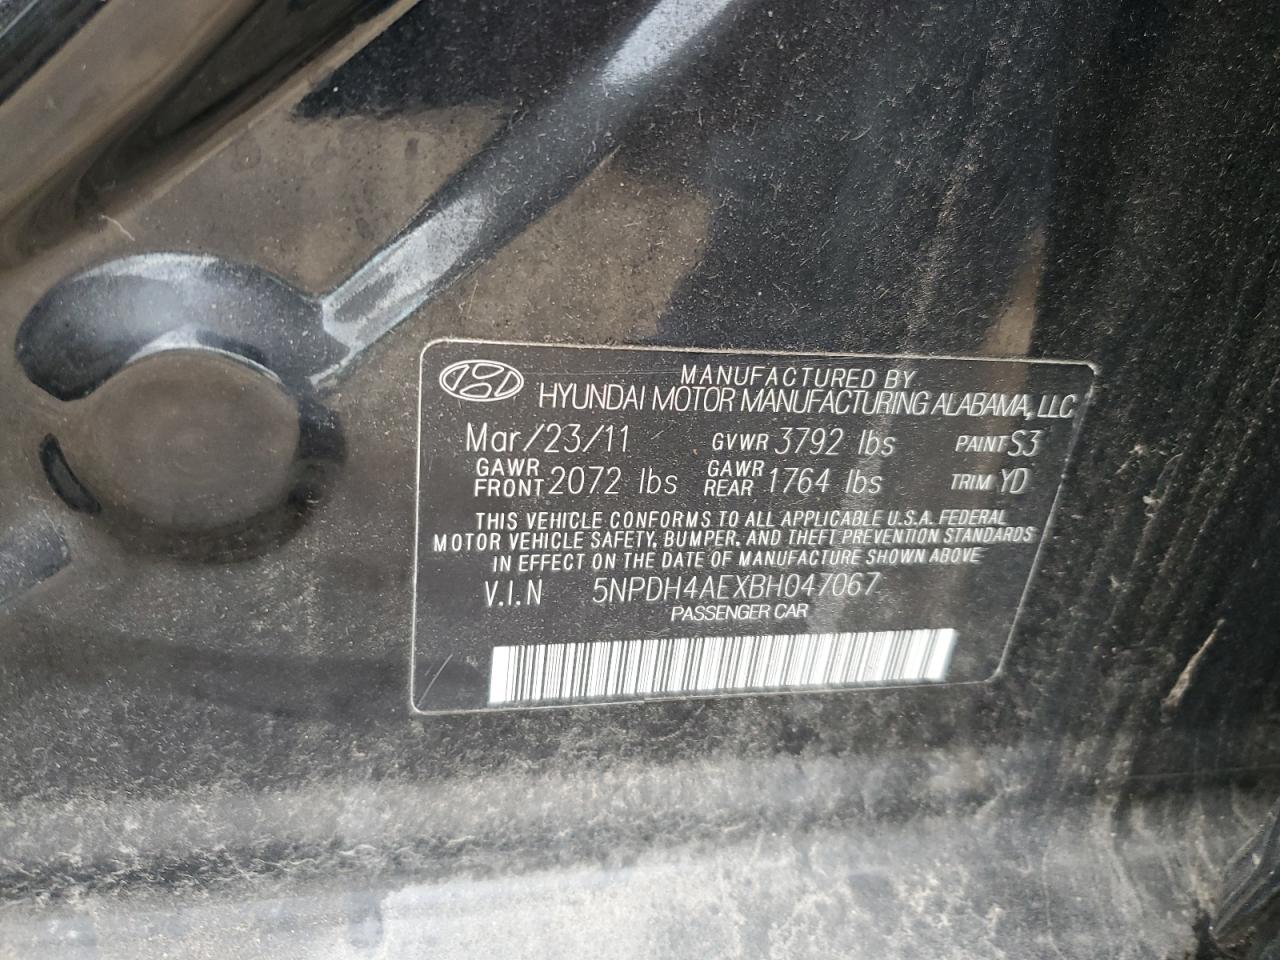 MANUFACTURED BY
HYUNDAI MOTOR MANUFACTURING ALABAMA, LLC
Mar/23/11 GVWR 3792 lbs PAINT S3
GAWR FRONT 2072 lbs GAWR REAR 1764 lbs TRIM YD
THIS VEHICLE CONFORMS TO ALL APPLICABLE U.S.A. FEDERAL
MOTOR VEHICLE SAFETY, BUMPER, AND THEFT PREVENTION STANDARDS
IN EFFECT ON THE DATE OF MANUFACTURE SHOWN ABOVE
V.I.N 5NPDH4AEXBH047067
PASSENGER CAR